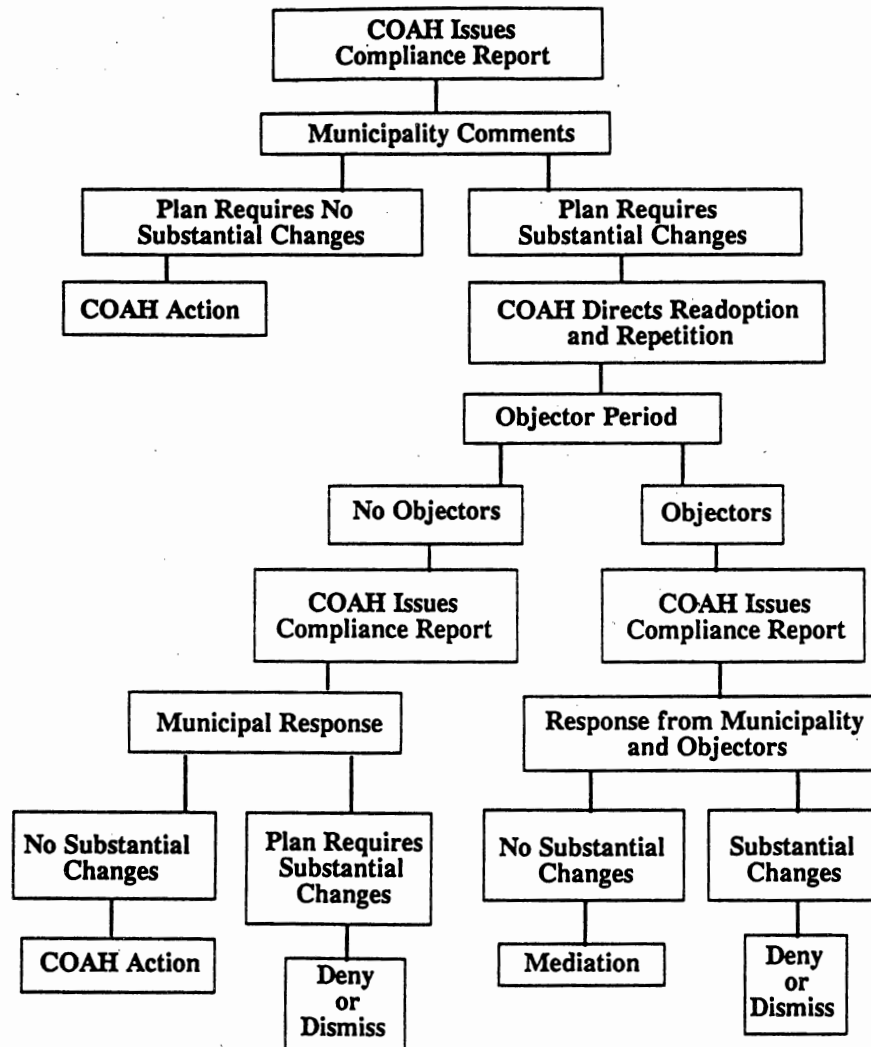 COAH Issues
Compliance Report
Municipality Comments
Plan Requires No
Substantial Changes
Plan Requires
Substantial Changes
COAH Action
COAH Directs Readoption
and Repetition
Objector Period
No Objectors
Objectors
COAH Issues
Compliance Report
COAH Issues
Compliance Report
Municipal Response
Response from Municipality
and Objectors
No Substantial
Changes
Plan Requires
Substantial
Changes
No Substantial
Changes
Substantial
Changes
COAH Action
Deny
or
Dismiss
Mediation
Deny
or
Dismiss